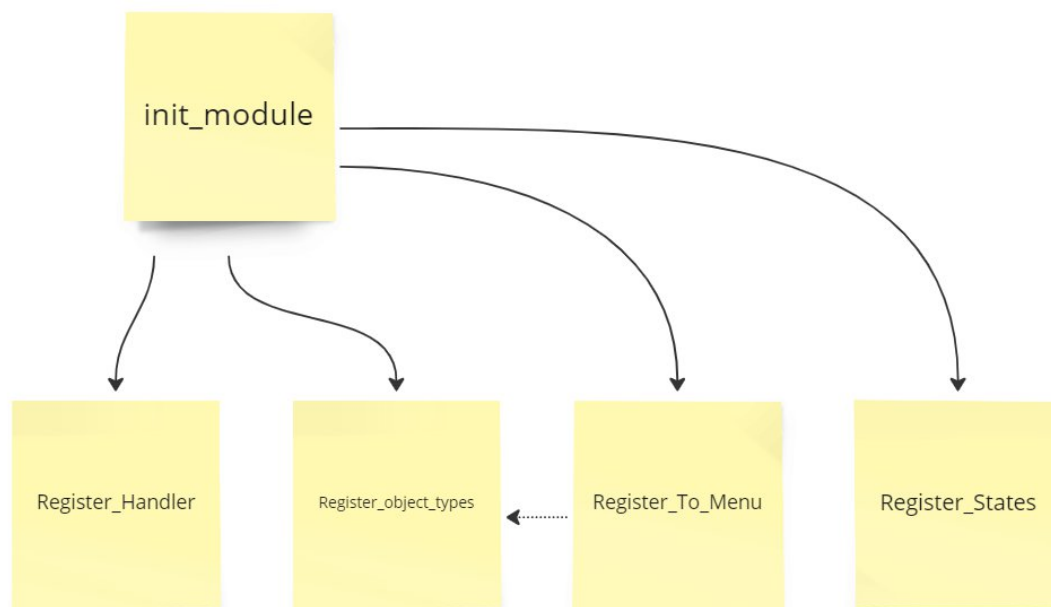 init_module
Register_Handler
Register_object_types
Register_To_Menu
Register_States